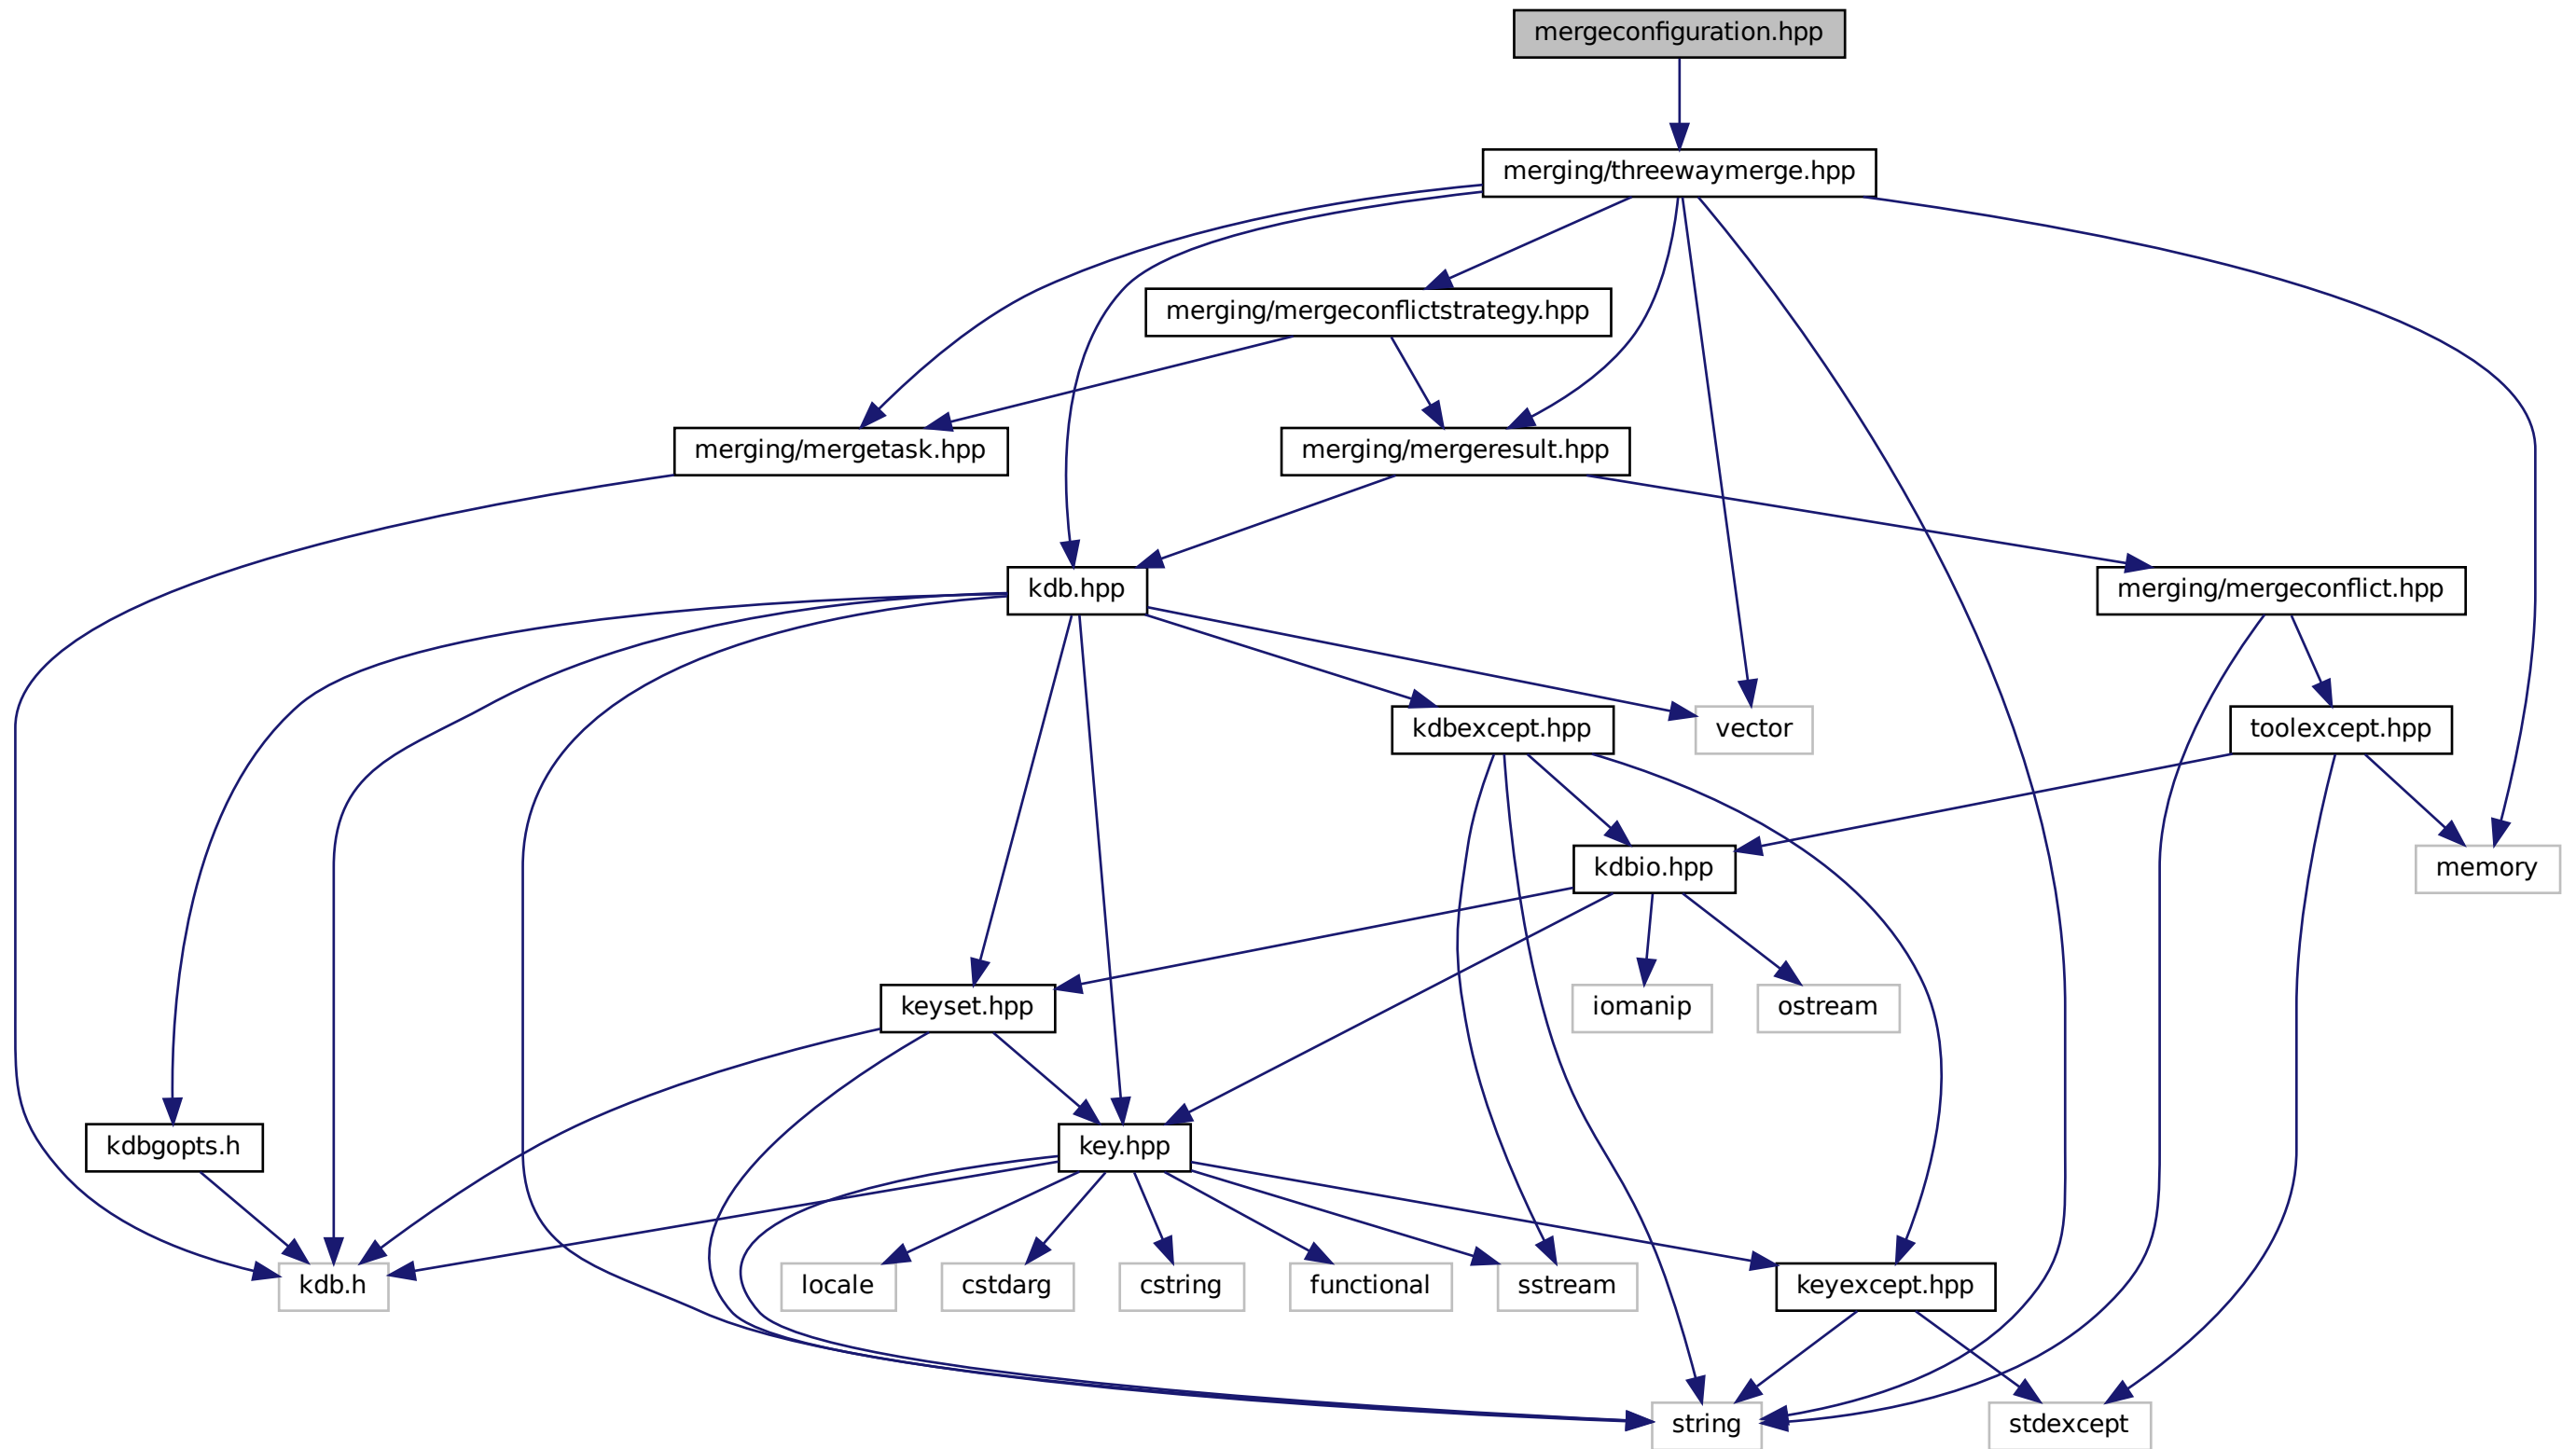 mergeconfiguration.hpp
merging/threewaymerge.hpp
merging/mergeconflictstrategy.hpp
merging/mergetask.hpp
merging/mergeresult.hpp
kdb.hpp
merging/mergeconflict.hpp
kdbexcept.hpp
vector
toolexcept.hpp
kdbio.hpp
memory
keyset.hpp
iomanip
ostream
kdbgopts.h
key.hpp
kdb.h
locale
cstdarg
cstring
functional
sstream
keyexcept.hpp
string
stdexcept